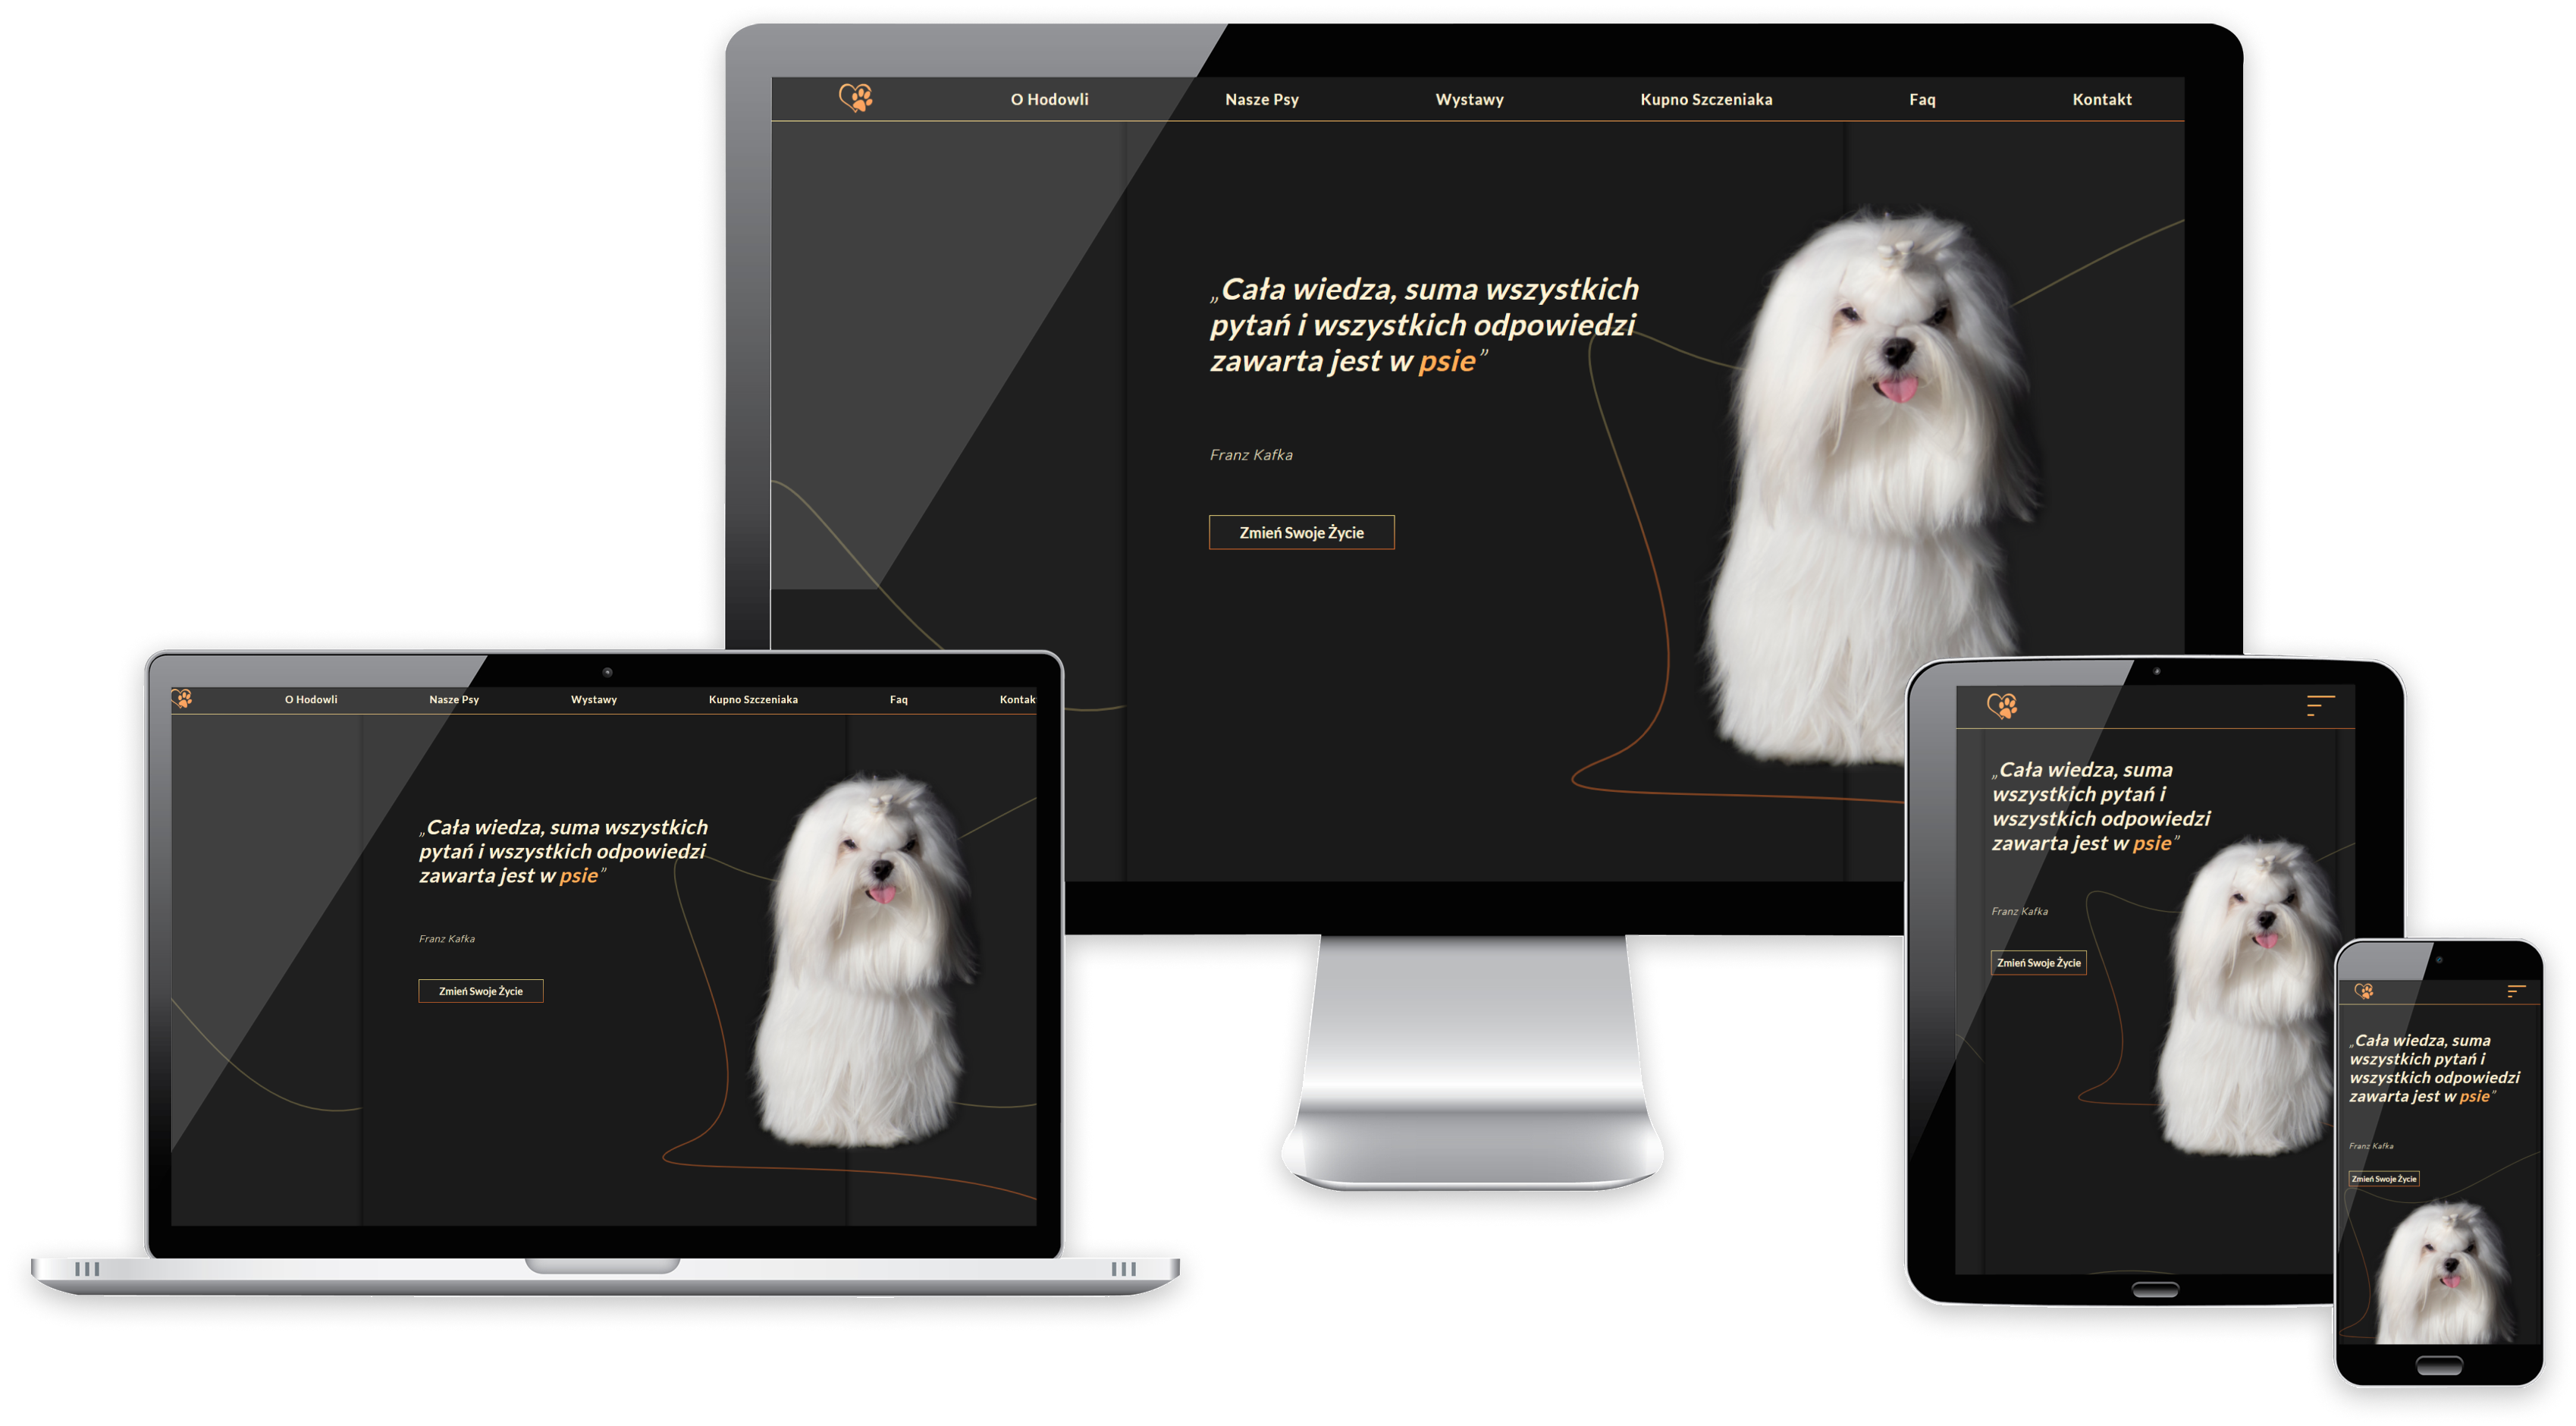 O Hodowli Nasze Psy Wystawy Kupno Szczeniaka Faq Kontakt
„Cała wiedza, suma wszystkich
pytań i wszystkich odpowiedzi
zawarta jest w psie”
Franz Kafka
Zmień Swoje Życie
O Hodowli Nasze Psy Wystawy Kupno Szczeniaka Faq Kontak
„Cała wiedza, suma wszystkich
pytań i wszystkich odpowiedzi
zawarta jest w psie”
Franz Kafka
Zmień Swoje Życie
„Cała wiedza, suma
wszystkich pytań i
wszystkich odpowiedzi
zawarta jest w psie”
Franz Kafka
Zmień Swoje Życie
„Cała wiedza, suma
wszystkich pytań i
wszystkich odpowiedzi
zawarta jest w psie”
Franz Kafka
Zmień Swoje Życie